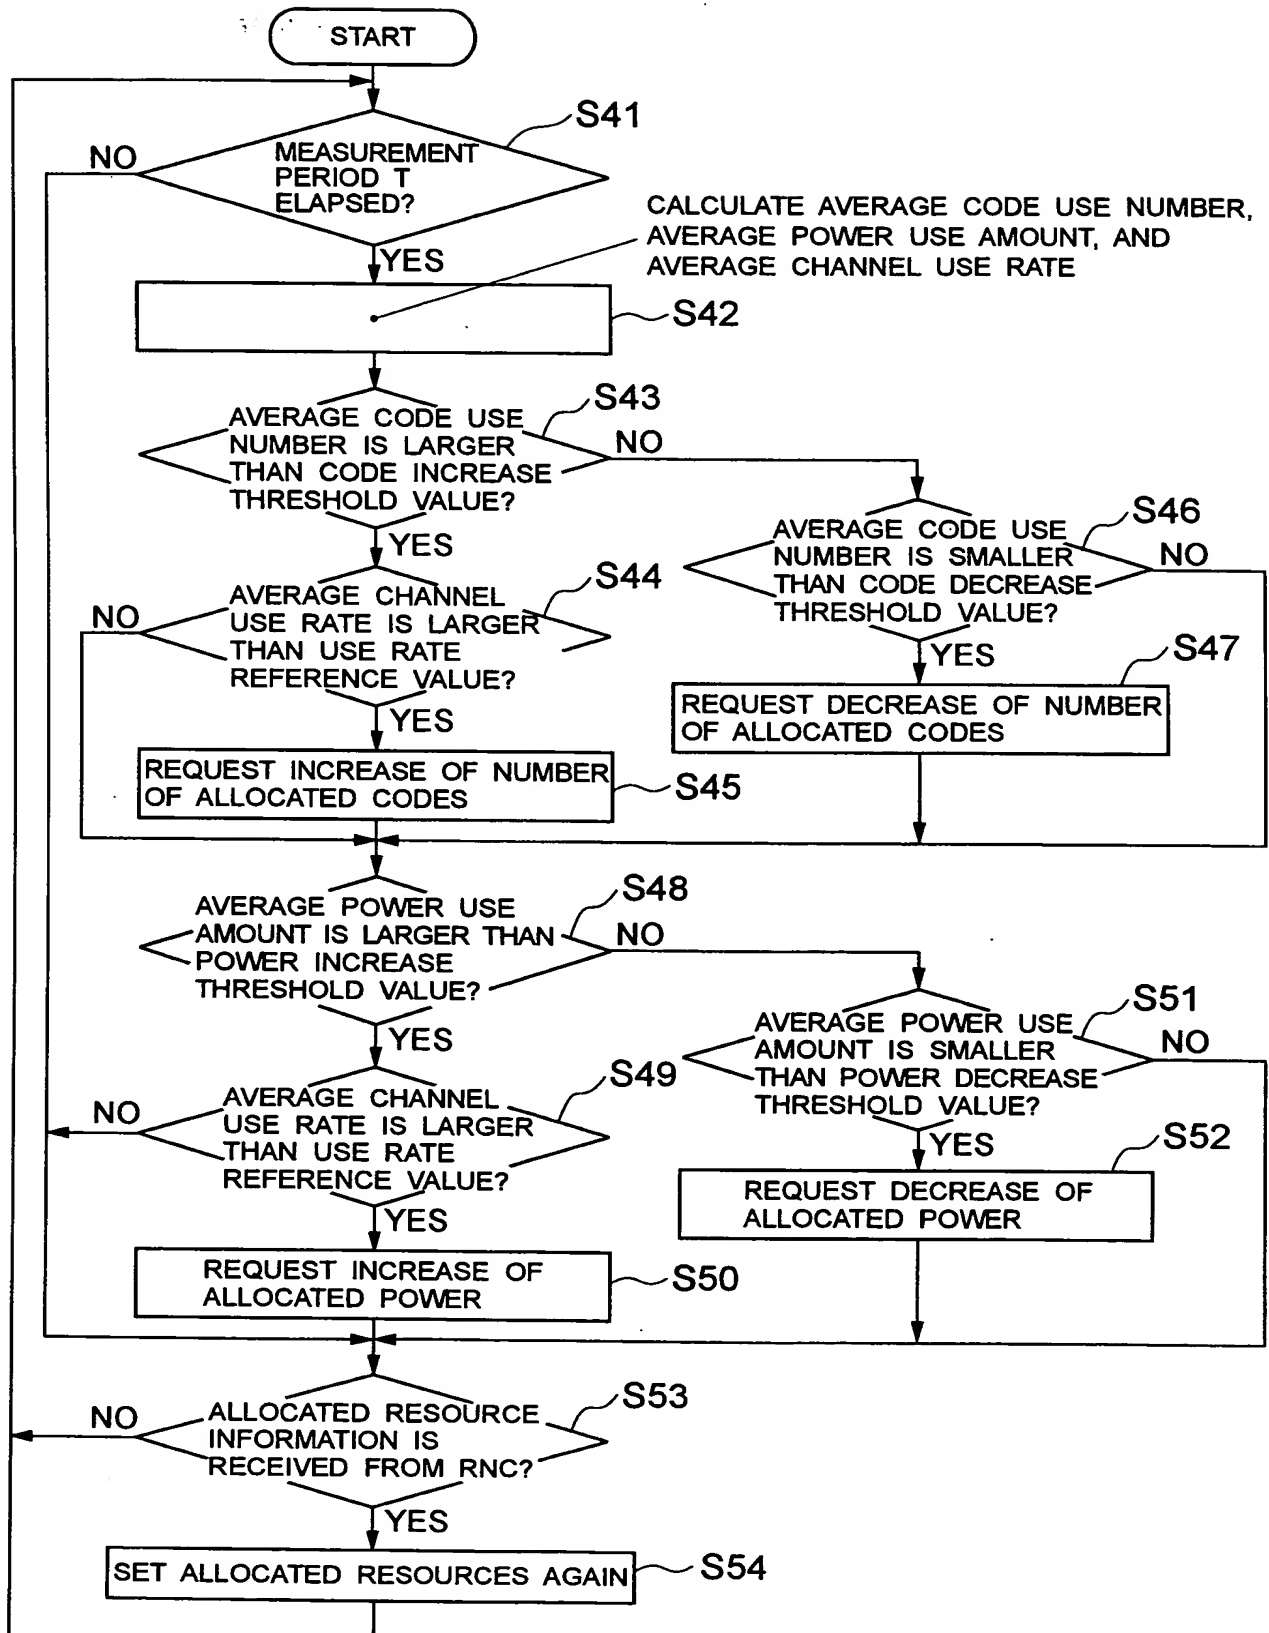 START
S41
NO
MEASUREMENT
PERIOD T
ELAPSED?
CALCULATE AVERAGE CODE USE NUMBER,
AVERAGE POWER USE AMOUNT, AND
AVERAGE CHANNEL USE RATE
YES
S42
S43
AVERAGE CODE USE
NUMBER IS LARGER
THAN CODE INCREASE
THRESHOLD VALUE?
NO
YES
S46
AVERAGE CODE USE
NUMBER IS SMALLER
THAN CODE DECREASE
THRESHOLD VALUE?
NO
YES
S44
NO
AVERAGE CHANNEL
USE RATE IS LARGER
THAN USE RATE
REFERENCE VALUE?
YES
S47
REQUEST DECREASE OF NUMBER
OF ALLOCATED CODES
REQUEST INCREASE OF NUMBER
OF ALLOCATED CODES
S45
S48
AVERAGE POWER USE
AMOUNT IS LARGER THAN
POWER INCREASE
THRESHOLD VALUE?
NO
YES
S51
AVERAGE POWER USE
AMOUNT IS SMALLER
THAN POWER DECREASE
THRESHOLD VALUE?
NO
YES
S49
NO
AVERAGE CHANNEL
USE RATE IS LARGER
THAN USE RATE
REFERENCE VALUE?
YES
S52
REQUEST DECREASE OF
ALLOCATED POWER
REQUEST INCREASE OF
ALLOCATED POWER
S50
S53
NO
ALLOCATED RESOURCE
INFORMATION IS
RECEIVED FROM RNC?
YES
SET ALLOCATED RESOURCES AGAIN
S54